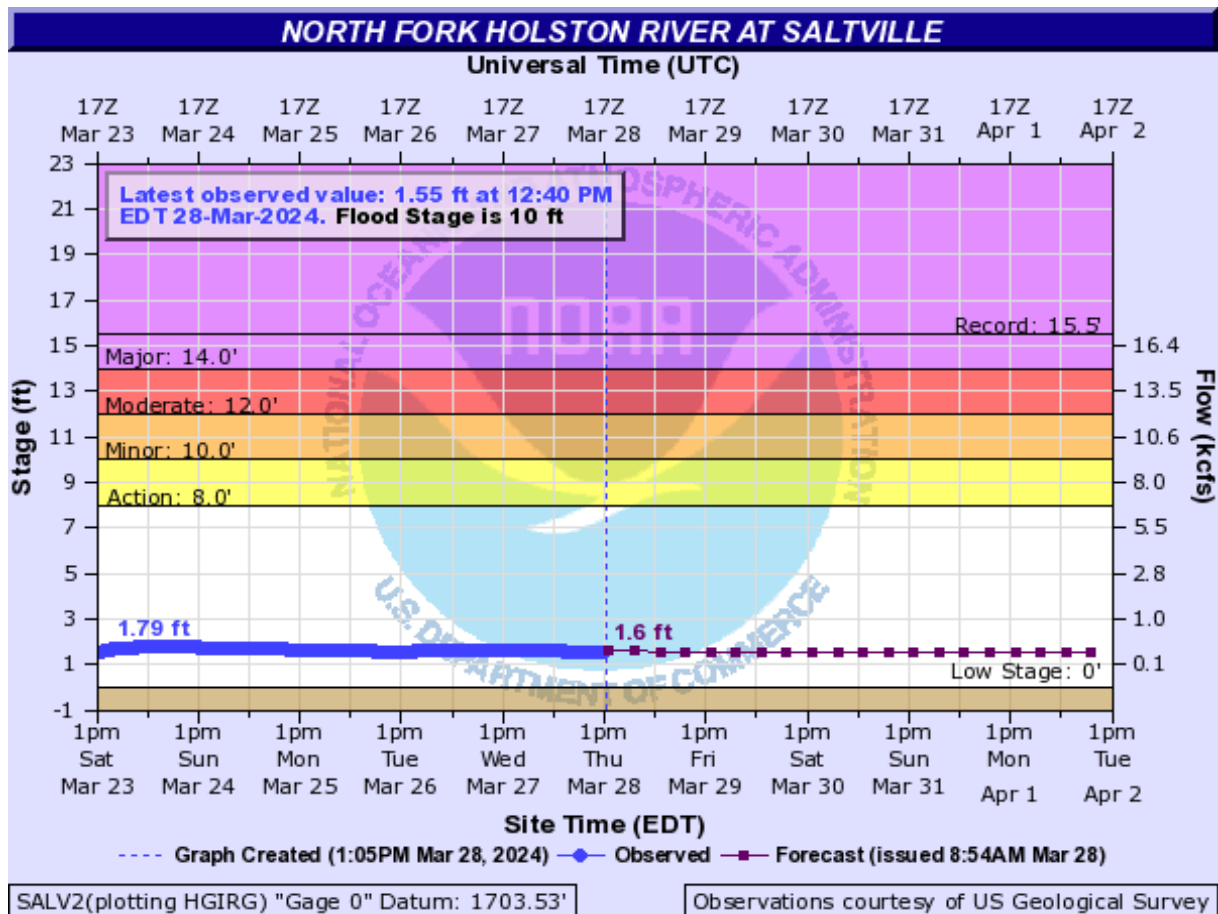 NORTH FORK HOLSTON RIVER AT SALTVILLE
Universal Time (UTC)
17Z 17Z 17Z 17Z 17Z 17Z 17Z 17Z 17Z 17Z 17Z
Mar 23 Mar 24 Mar 25 Mar 26 Mar 27 Mar 28 Mar 29 Mar 30 Mar 31 Apr 1 Apr 2
Latest observed value: 1.55 ft at 12:40 PM
EDT 28-Mar-2024. Flood Stage is 10 ft
23
21
19
17
15
13
11
9
7
5
3
1
-1
Stage (ft)
Record: 15.5'
Major: 14.0'
Moderate: 12.0'
Minor: 10.0'
Action: 8.0'
Low Stage: 0'
1.79 ft
1.6 ft
16.4
13.5
10.6
8.0
5.5
2.8
1.0
0.1
Flow (kcfs)
NATIONAL OCEANIC AND ATMOSPHERIC ADMINISTRATION
NOAA
U.S. DEPARTMENT OF COMMERCE
1pm 1pm 1pm 1pm 1pm 1pm 1pm 1pm 1pm 1pm 1pm
Sat Sun Mon Tue Wed Thu Fri Sat Sun Mon Tue
Mar 23 Mar 24 Mar 25 Mar 26 Mar 27 Mar 28 Mar 29 Mar 30 Mar 31 Apr 1 Apr 2
Site Time (EDT)
Graph Created (1:05PM Mar 28, 2024) Observed Forecast (issued 8:54AM Mar 28)
SALV2(plotting HGIRG) "Gage 0" Datum: 1703.53'
Observations courtesy of US Geological Survey